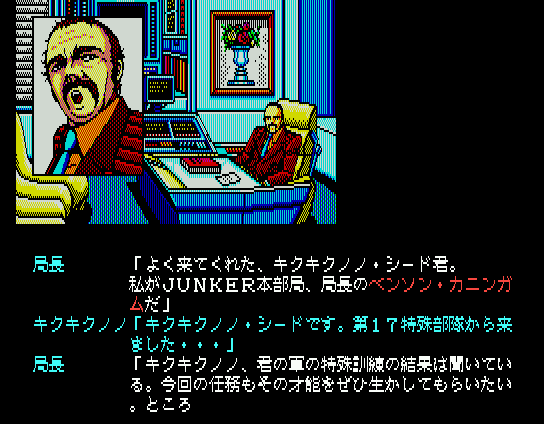 局長 「よく来てくれた、キクキクノノ・シード君。
私がJUNKER本部局、局長のベンソン・カニンガ
ムだ」
キクキクノノ「キクキクノノ・シードです。第17特殊部隊から来
ました・・・」
局長 「キクキクノノ、君の軍の特殊訓練の結果は聞いてい
る。今回の任務もその才能をぜひ生かしてもらいたい
。ところ